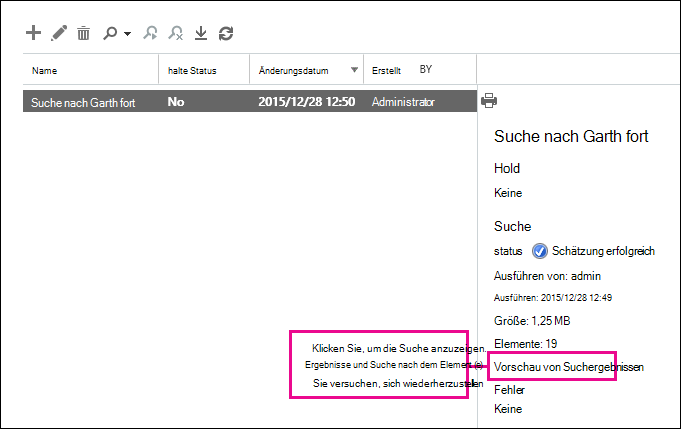 Name halte Status Änderungsdatum Erstellt BY
Suche nach Garth fort No 2015/12/28 12:50 Administrator
Suche nach Garth fort
Hold
Keine
Suche
status Schätzung erfolgreich
Ausführen von: admin
Ausführen: 2015/12/28 12:49
Größe: 1,25 MB
Elemente: 19
Klicken Sie, um die Suche anzuzeigen.
Ergebnisse und Suche nach dem Element (s)
Sie versuchen, sich wiederherzustellen
Vorschau von Suchergebnissen
Fehler
Keine